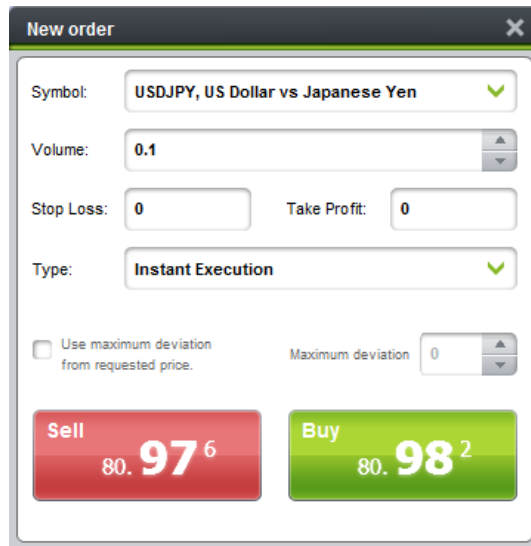 New order
Symbol: USDJPY, US Dollar vs Japanese Yen
Volume: 0.1
Stop Loss: 0 Take Profit: 0
Type: Instant Execution
Use maximum deviation Maximum deviation 0
from requested price.
Sell Buy
80. 97 6 80. 98 2